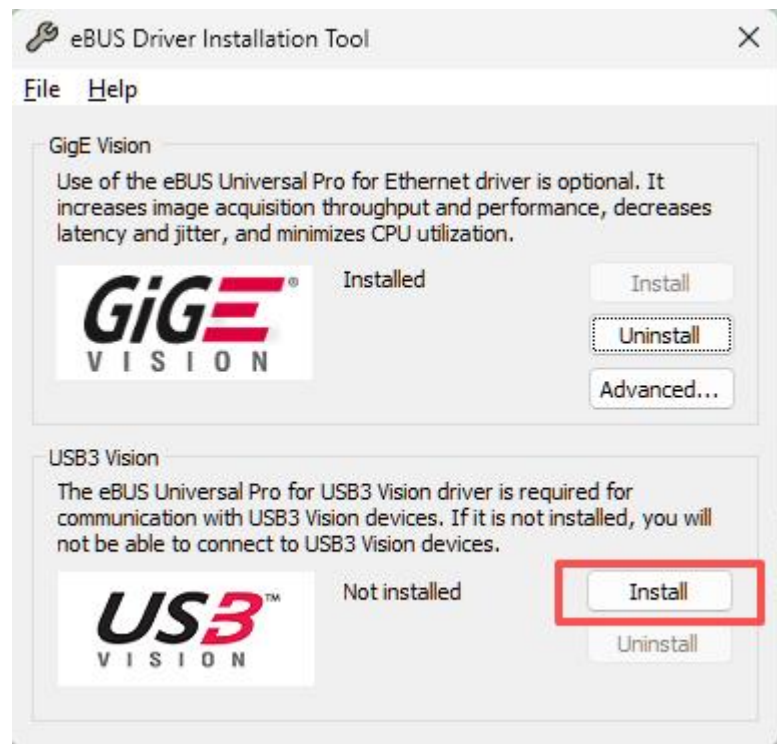 eBUS Driver Installation Tool
File Help
GigE Vision
Use of the eBUS Universal Pro for Ethernet driver is optional. It
increases image acquisition throughput and performance, decreases
latency and jitter, and minimizes CPU utilization.
GiGE®
VISION
Installed
Install
Uninstall
Advanced...
USB3 Vision
The eBUS Universal Pro for USB3 Vision driver is required for
communication with USB3 Vision devices. If it is not installed, you will
not be able to connect to USB3 Vision devices.
USB3™
VISION
Not installed
Install
Uninstall